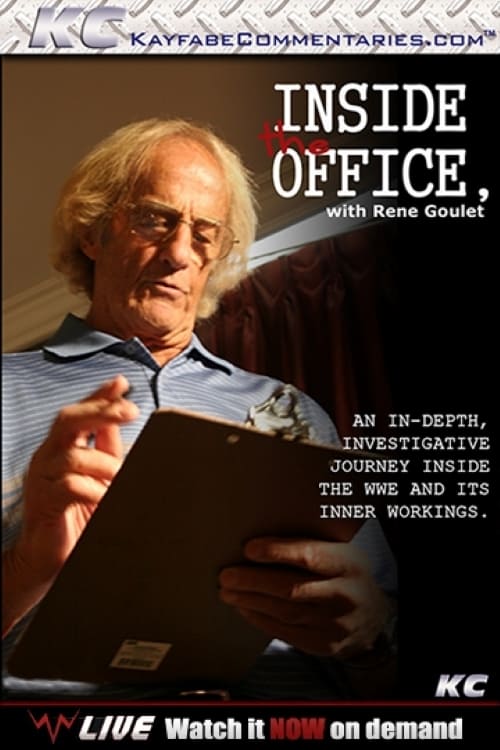 KC KAYFABECOMMENTARIES.COM™
INSIDE
the
OFFICE,
with Rene Goulet
AN IN-DEPTH,
INVESTIGATIVE
JOURNEY INSIDE
THE WWE AND ITS
INNER WORKINGS.
KC
LIVE Watch it NOW on demand